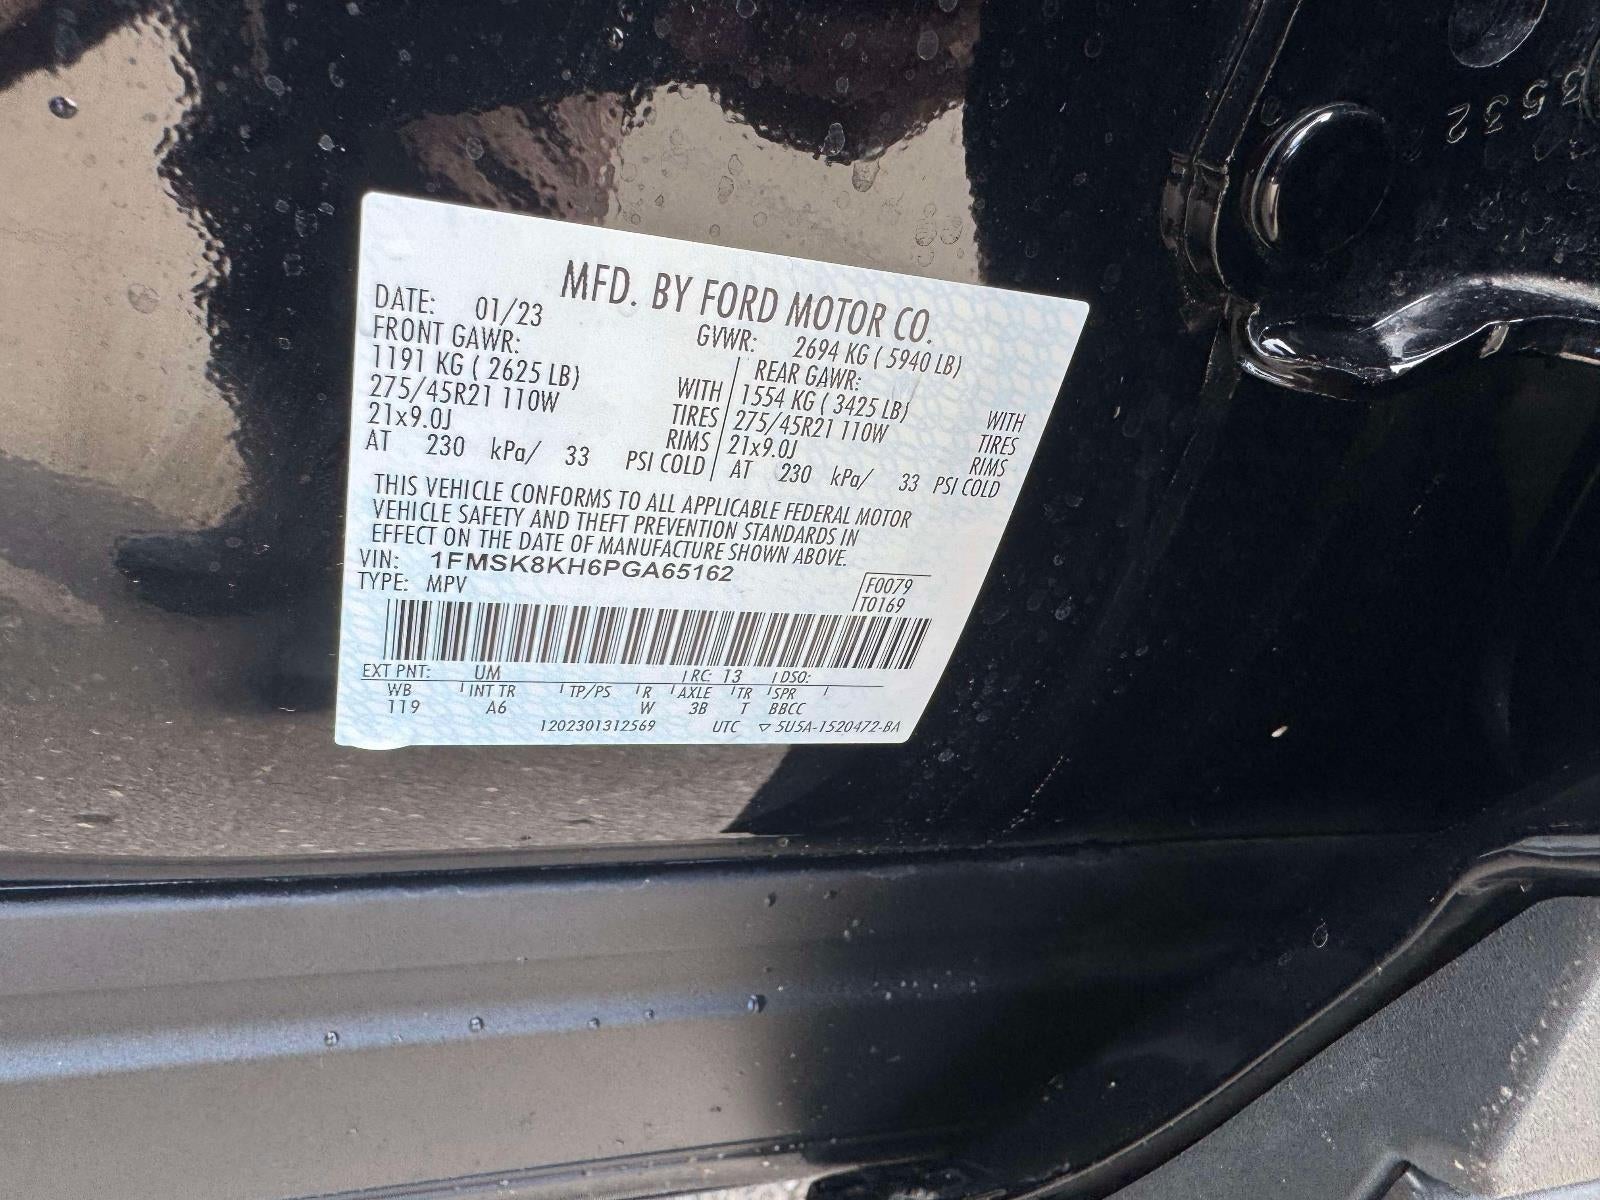 3532
MFD. BY FORD MOTOR CO.
DATE: 01/23 GVWR: 2694 KG ( 5940 LB)
FRONT GAWR: REAR GAWR:
1191 KG ( 2625 LB) WITH 1554 KG ( 3425 LB) WITH
275/45R21 110W TIRES 275/45R21 110W TIRES
21x9.0J RIMS 21x9.0J RIMS
AT 230 kPa/ 33 PSI COLD AT 230 kPa/ 33 PSI COLD
THIS VEHICLE CONFORMS TO ALL APPLICABLE FEDERAL MOTOR
VEHICLE SAFETY AND THEFT PREVENTION STANDARDS IN
EFFECT ON THE DATE OF MANUFACTURE SHOWN ABOVE.
VIN: 1FMSK8KH6PGA65162
TYPE: MPV F0079
T0169
EXT PNT: UM RC: 13 DSO:
WB INT TR TP/PS R AXLE TR SPR
119 A6 W 3B T BBCC
1202301312569 UTC ▽ 5U5A-1520472-BA